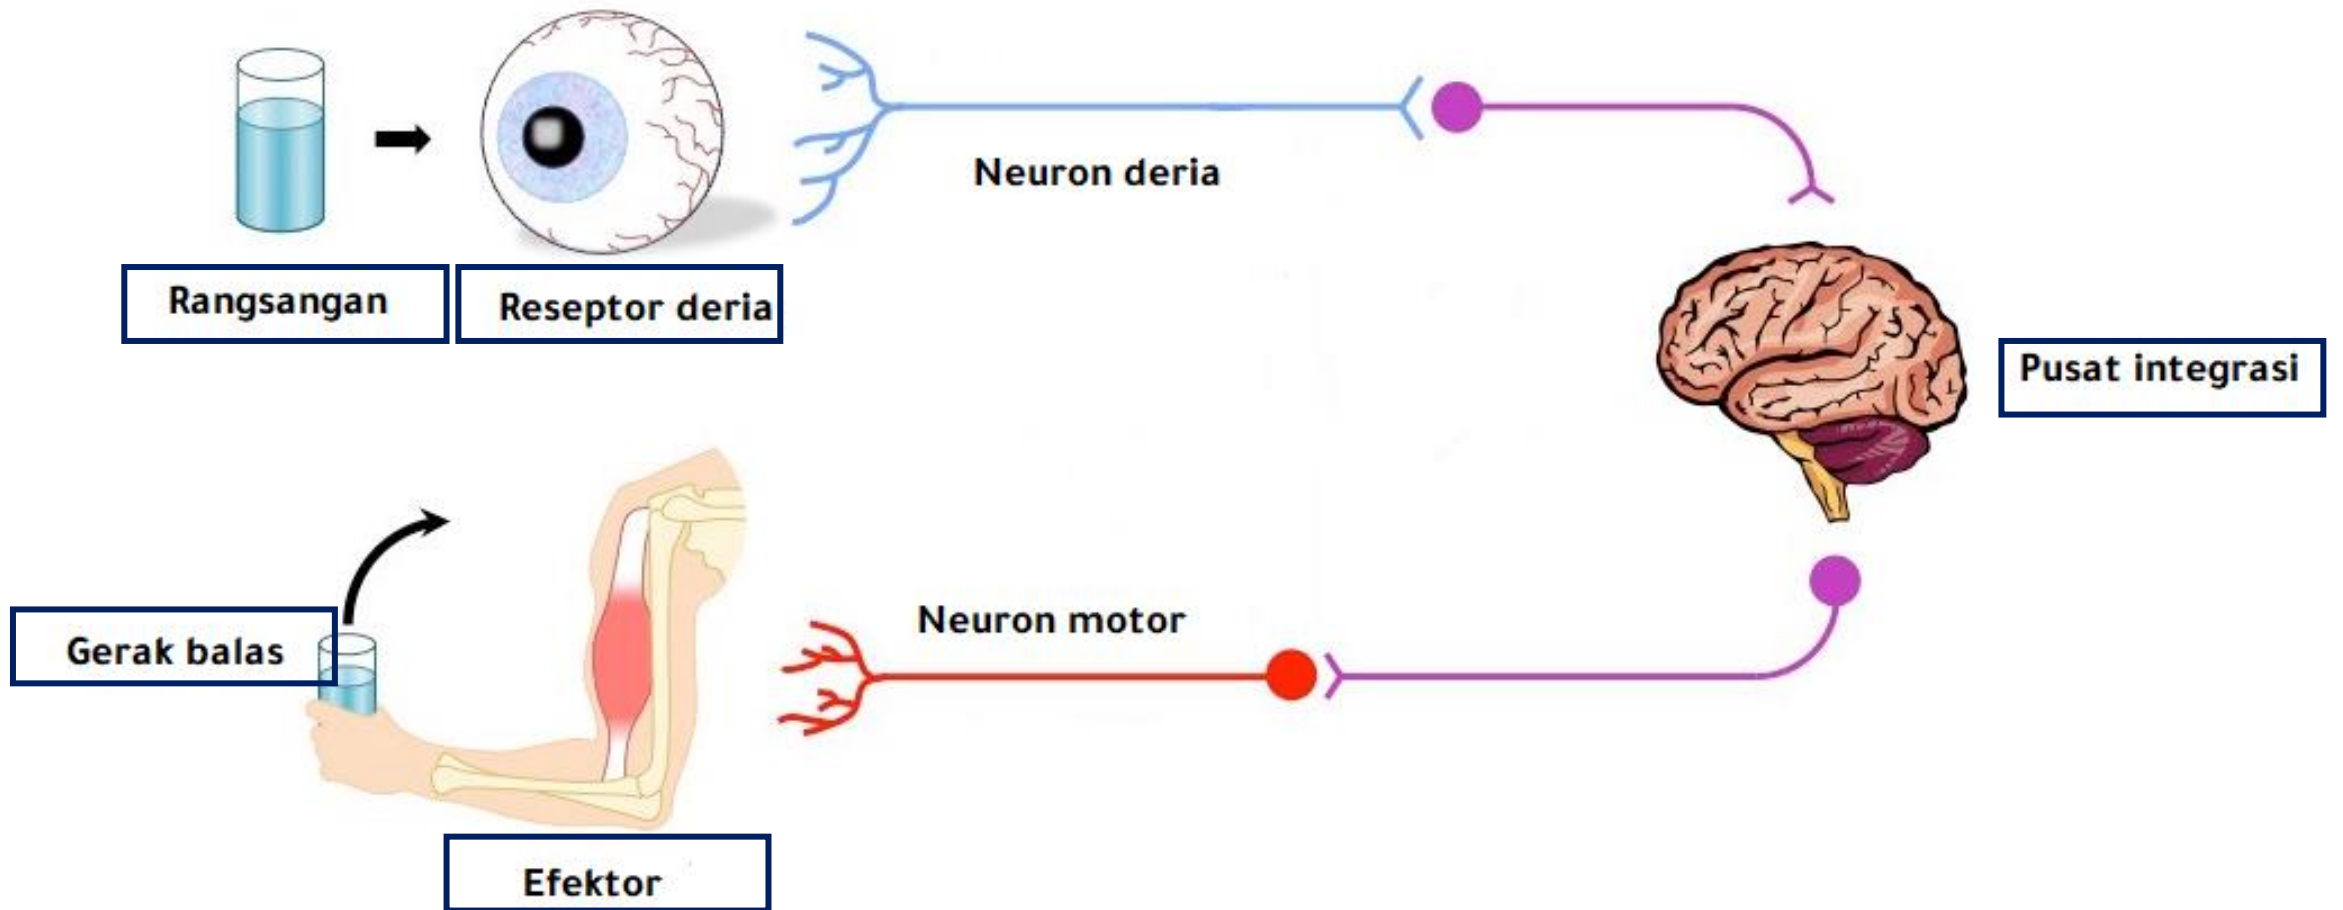 Neuron deria
Rangsangan
Reseptor deria
Pusat integrasi
Neuron motor
Gerak balas
Efektor